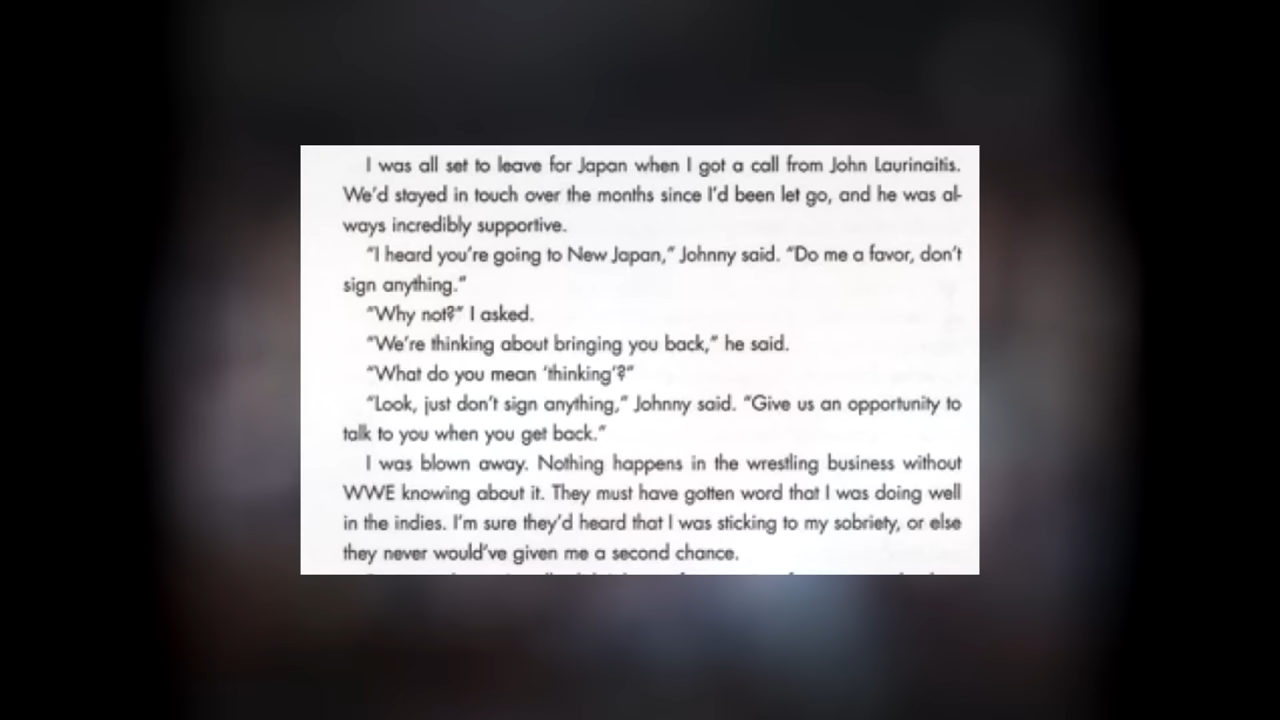 I was all set to leave for Japan when I got a call from John Laurinaitis.
We'd stayed in touch over the months since I'd been let go, and he was al-
ways incredibly supportive.
"I heard you're going to New Japan," Johnny said. "Do me a favor, don't
sign anything."
"Why not?" I asked.
"We're thinking about bringing you back," he said.
"What do you mean 'thinking'?"
"Look, just don't sign anything," Johnny said. "Give us an opportunity to
talk to you when you get back."
I was blown away. Nothing happens in the wrestling business without
WWE knowing about it. They must have gotten word that I was doing well
in the indies. I'm sure they'd heard that I was sticking to my sobriety, or else
they never would've given me a second chance.